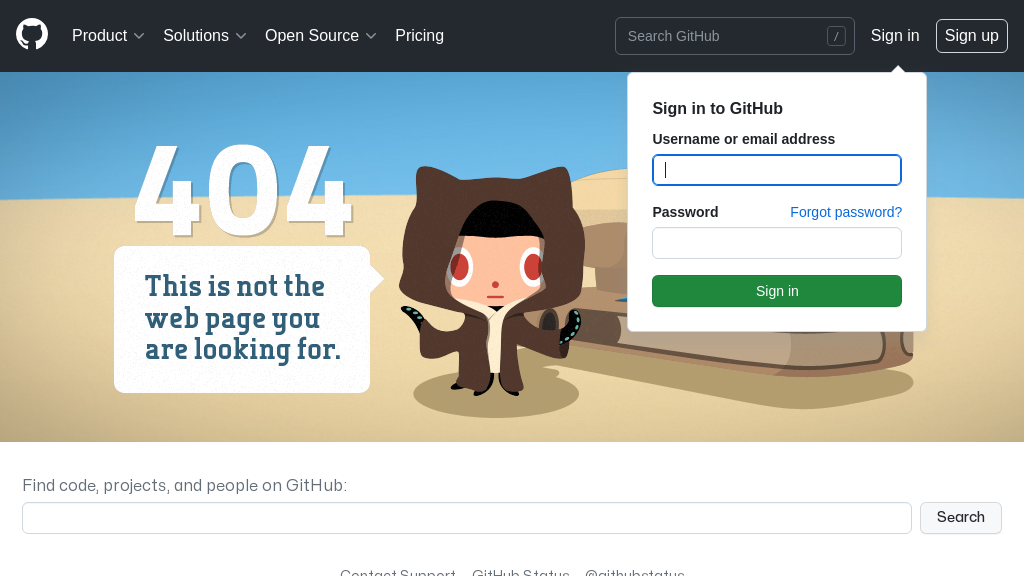 Product
Solutions
Open Source
Pricing
Search GitHub
/
Sign in
Sign up
Sign in to GitHub
Username or email address
Password
Forgot password?
Sign in
404
This is not the
web page you
are looking for.
Find code, projects, and people on GitHub:
Search
Contact Support
GitHub Status
@githubstatus